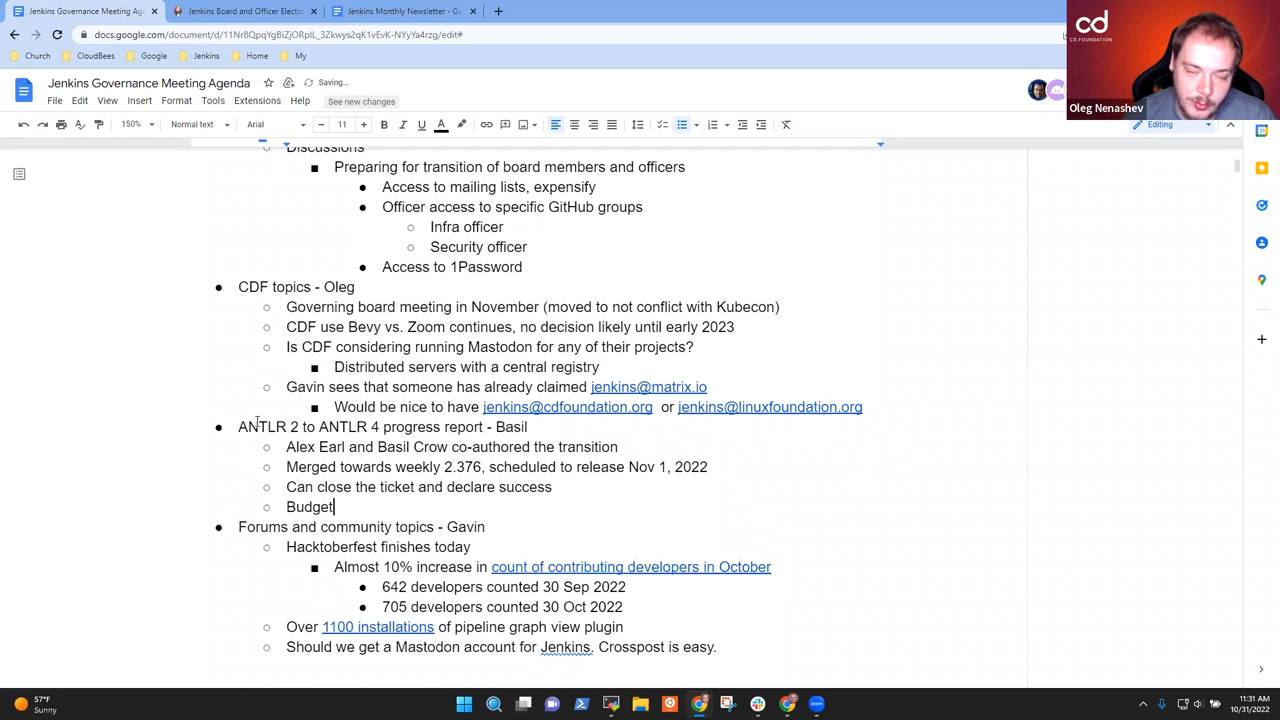 Jenkins Governance Meeting Agenda
Jenkins Board and Officer Electio
Jenkins Monthly Newsletter - Go
docs.google.com/document/d/11Nr8QpqYgBiZjORpIL_3Zkwys2qK1vEvK-NVyYa4rzg/edit#
Church
CloudBees
Google
Jenkins
Home
My
cd
CD.FOUNDATION
Oleg Nenashev
Jenkins Governance Meeting Agenda
Saving...
File Edit View Insert Format Tools Extensions Help
See new changes
150%
Normal text
Arial
11
Editing
Discussions
Preparing for transition of board members and officers
Access to mailing lists, expensify
Officer access to specific GitHub groups
Infra officer
Security officer
Access to 1Password
CDF topics - Oleg
Governing board meeting in November (moved to not conflict with Kubecon)
CDF use Bevy vs. Zoom continues, no decision likely until early 2023
Is CDF considering running Mastodon for any of their projects?
Distributed servers with a central registry
Gavin sees that someone has already claimed jenkins@matrix.io
Would be nice to have jenkins@cdfoundation.org or jenkins@linuxfoundation.org
ANTLR 2 to ANTLR 4 progress report - Basil
Alex Earl and Basil Crow co-authored the transition
Merged towards weekly 2.376, scheduled to release Nov 1, 2022
Can close the ticket and declare success
Budget
Forums and community topics - Gavin
Hacktoberfest finishes today
Almost 10% increase in count of contributing developers in October
642 developers counted 30 Sep 2022
705 developers counted 30 Oct 2022
Over 1100 installations of pipeline graph view plugin
Should we get a Mastodon account for Jenkins. Crosspost is easy.
57°F
Sunny
11:31 AM
10/31/2022